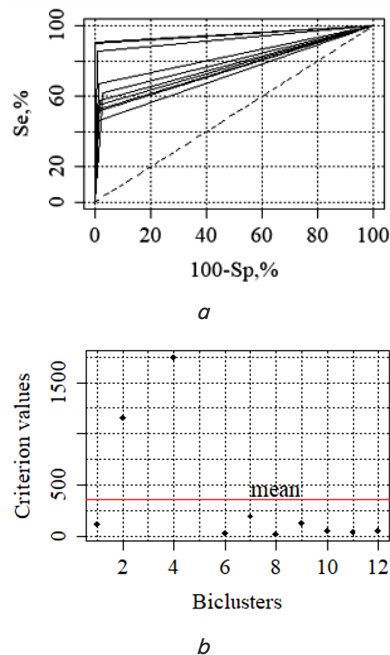 100
60
20
0
Se,%
0 20 40 60 80 100
100-Sp,%
a
1500
500
0
Criterion values
mean
2 4 6 8 10 12
Biclusters
b